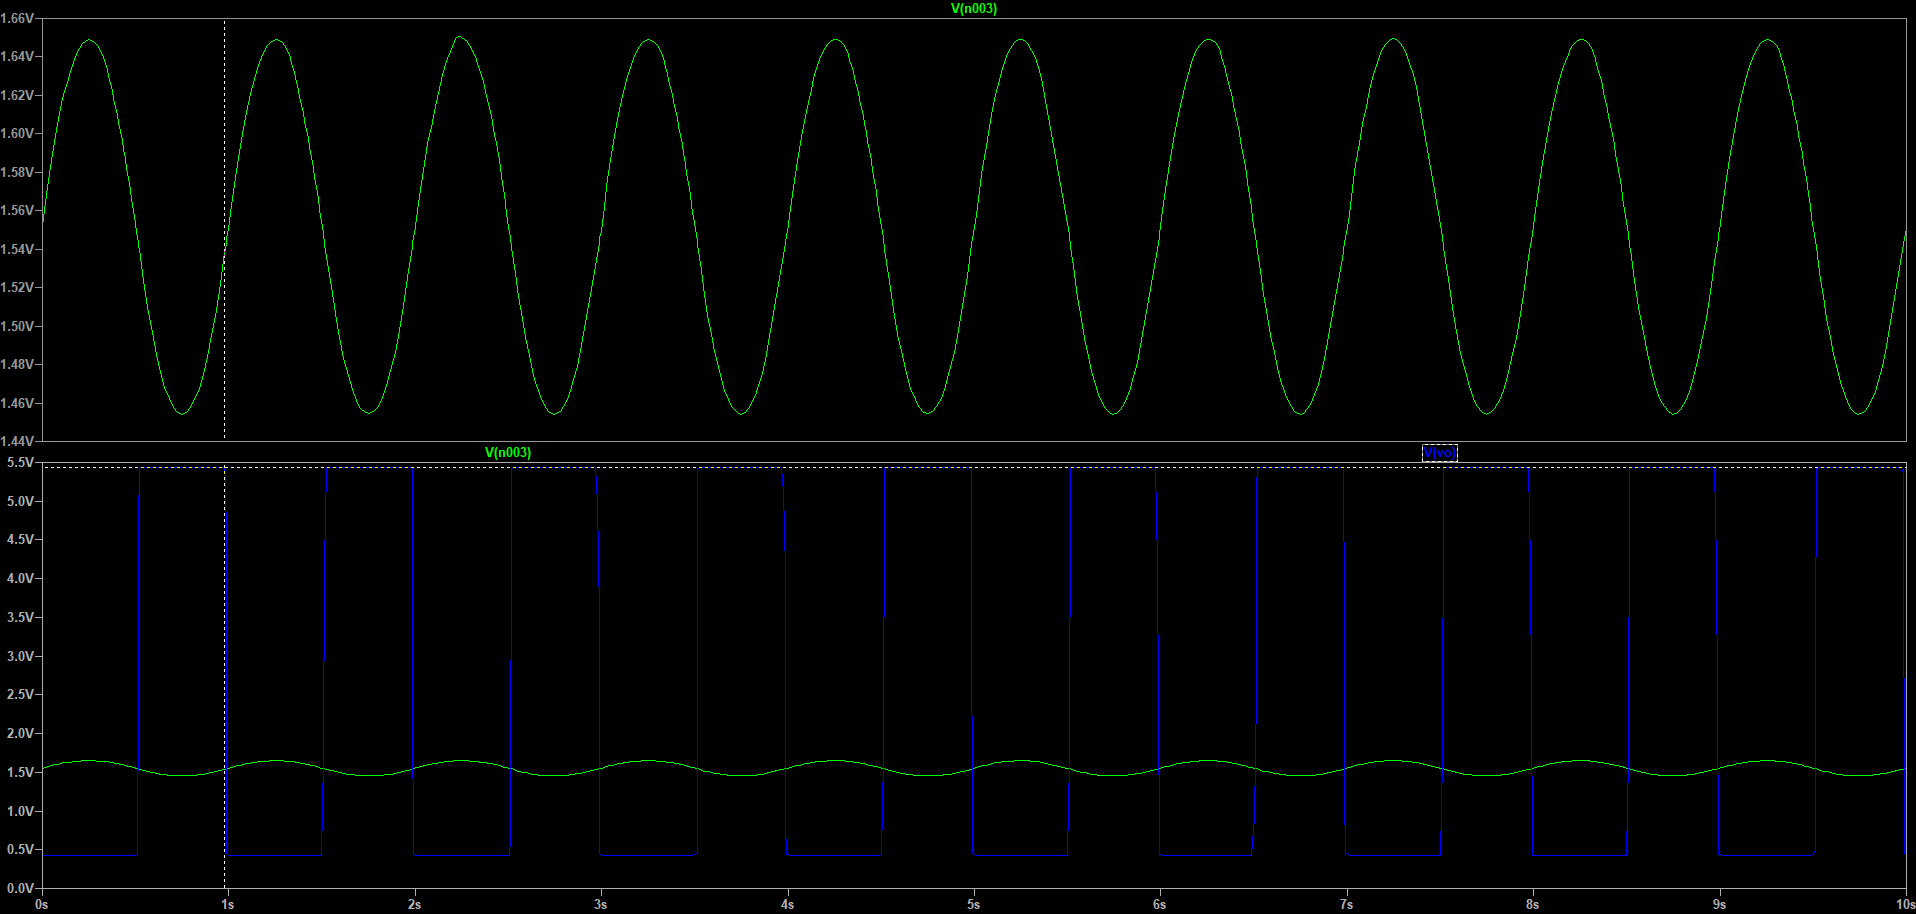 V(n003)
1.66V
1.64V
1.62V
1.60V
1.58V
1.56V
1.54V
1.52V
1.50V
1.48V
1.46V
1.44V
V(n003) V(vo)
5.5V
5.0V
4.5V
4.0V
3.5V
3.0V
2.5V
2.0V
1.5V
1.0V
0.5V
0.0V
0s 1s 2s 3s 4s 5s 6s 7s 8s 9s 10s